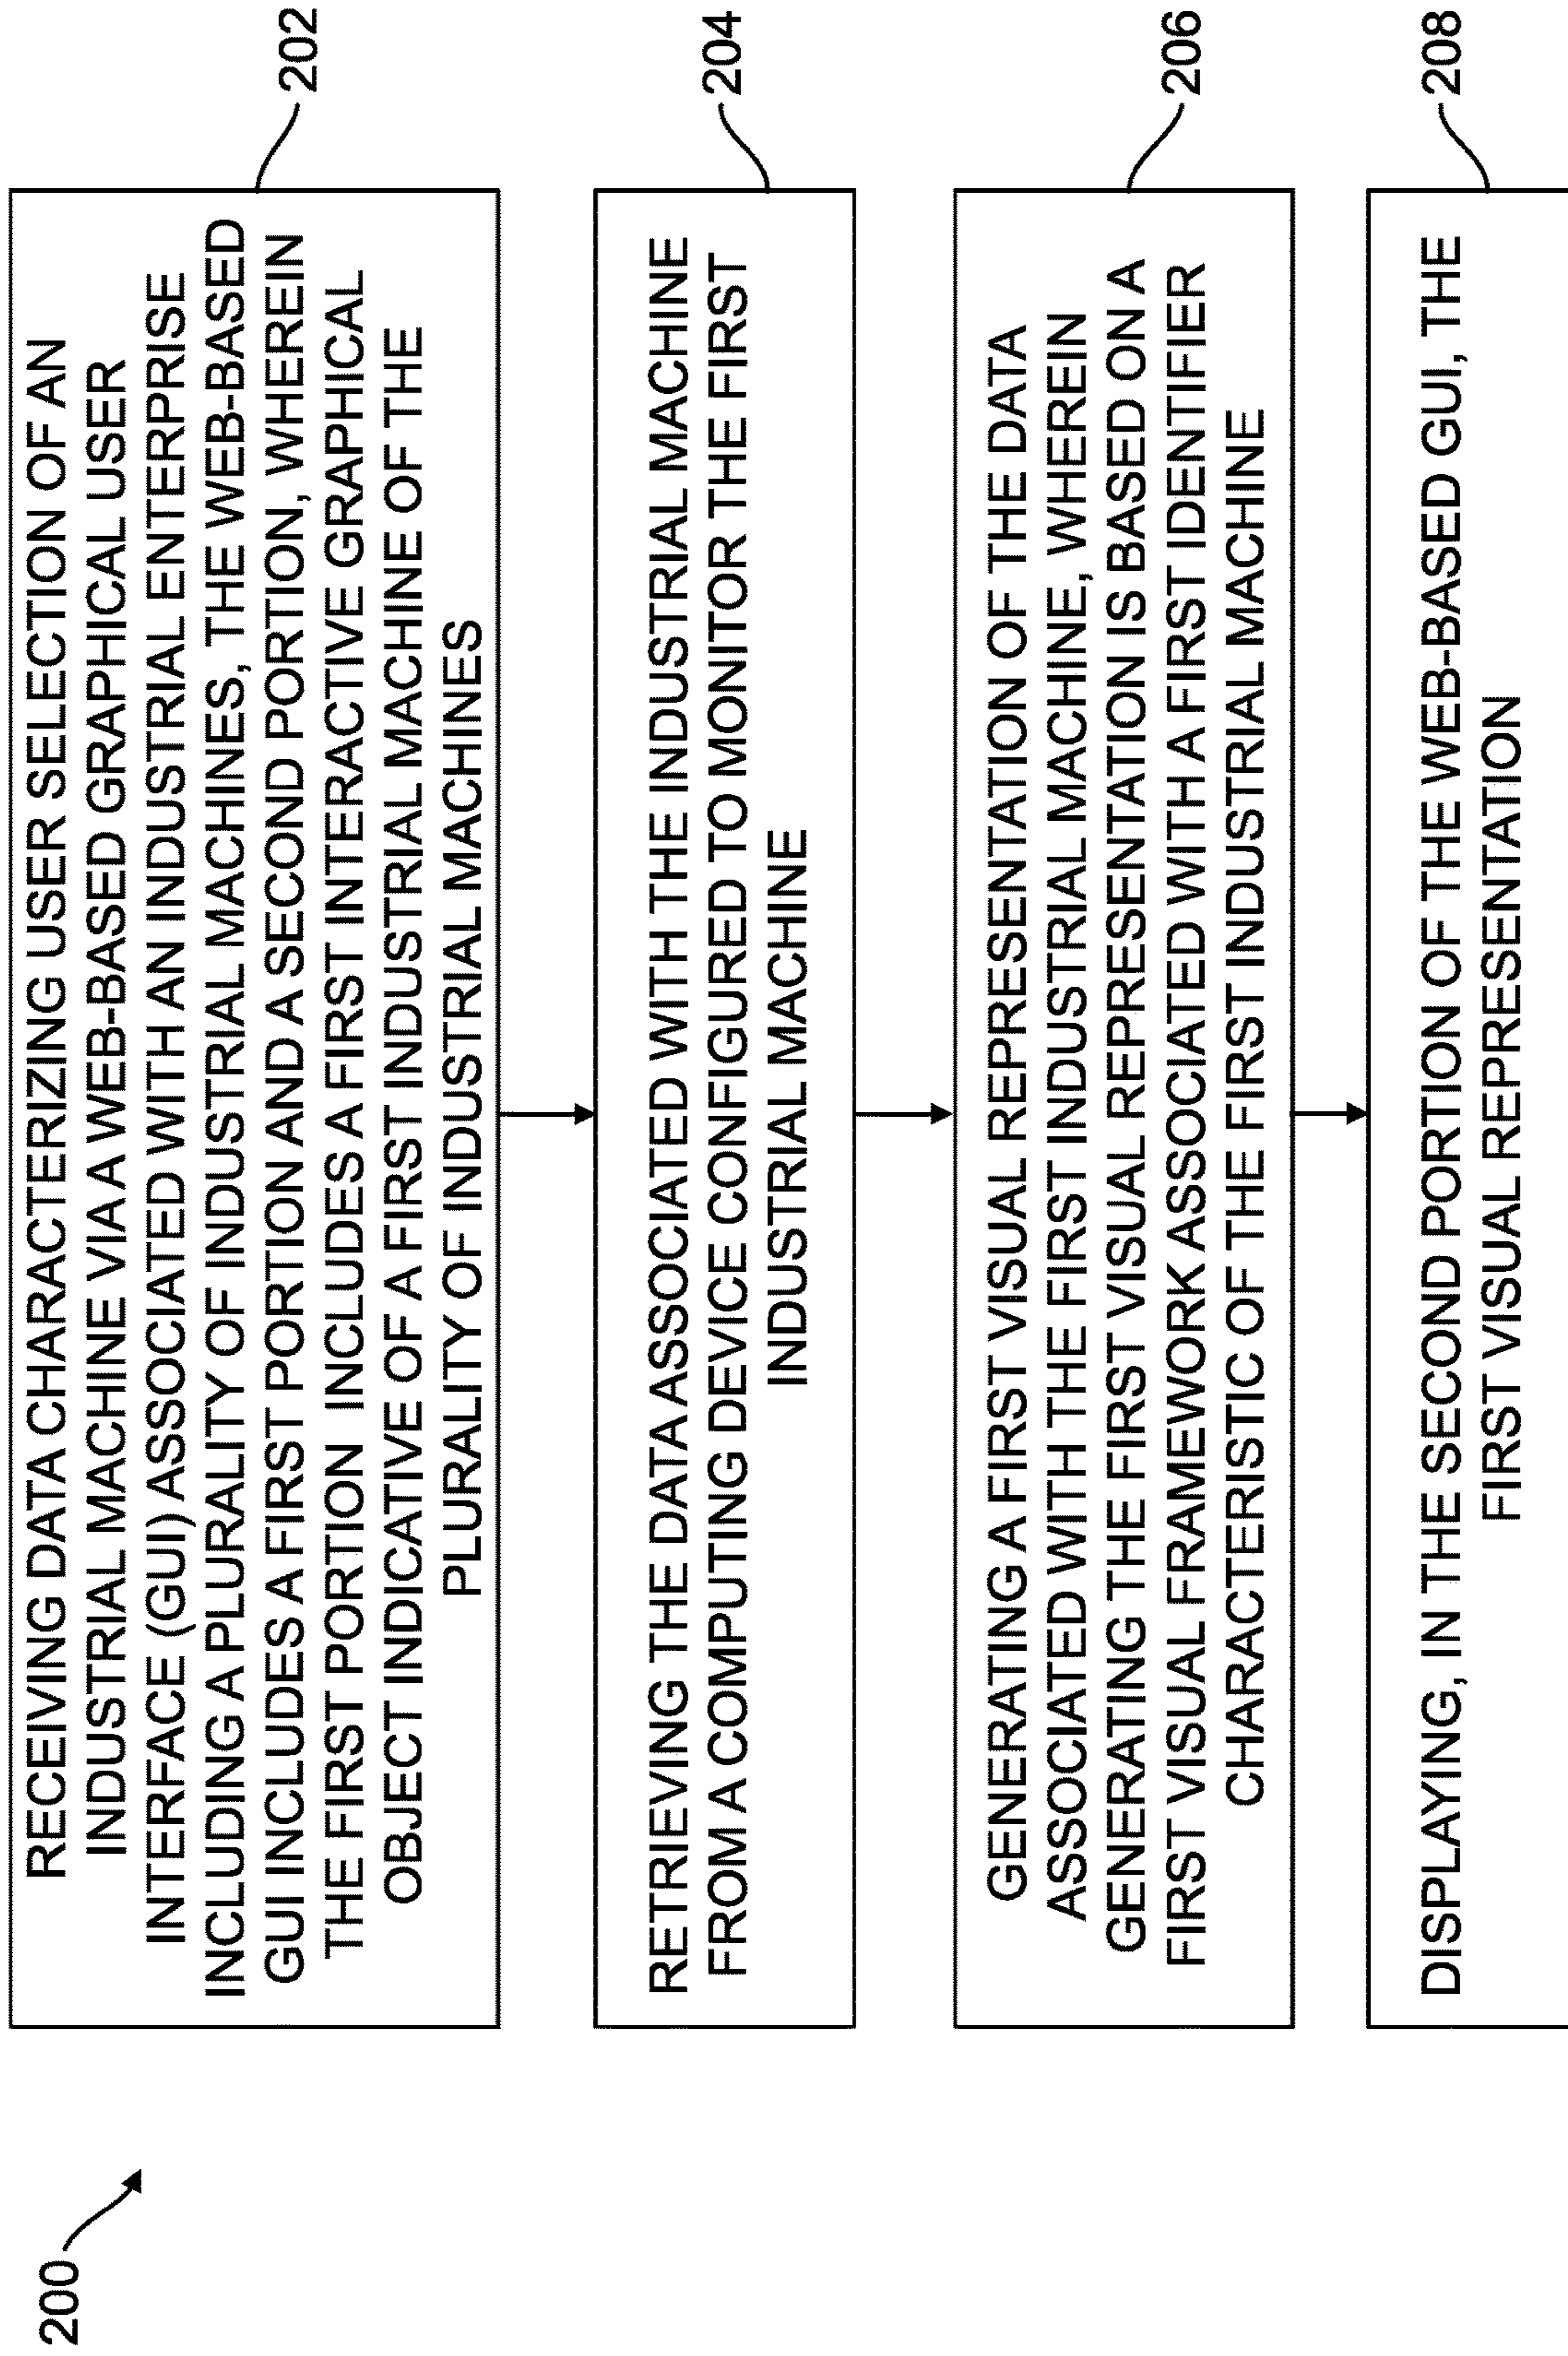 200
RECEIVING DATA CHARACTERIZING USER SELECTION OF AN
INDUSTRIAL MACHINE VIA A WEB-BASED GRAPHICAL USER
INTERFACE (GUI) ASSOCIATED WITH AN INDUSTRIAL ENTERPRISE
INCLUDING A PLURALITY OF INDUSTRIAL MACHINES, THE WEB-BASED
GUI INCLUDES A FIRST PORTION AND A SECOND PORTION, WHEREIN
THE FIRST PORTION INCLUDES A FIRST INTERACTIVE GRAPHICAL
OBJECT INDICATIVE OF A FIRST INDUSTRIAL MACHINE OF THE
PLURALITY OF INDUSTRIAL MACHINES
202
RETRIEVING THE DATA ASSOCIATED WITH THE INDUSTRIAL MACHINE
FROM A COMPUTING DEVICE CONFIGURED TO MONITOR THE FIRST
INDUSTRIAL MACHINE
204
GENERATING A FIRST VISUAL REPRESENTATION OF THE DATA
ASSOCIATED WITH THE FIRST INDUSTRIAL MACHINE, WHEREIN
GENERATING THE FIRST VISUAL REPRESENTATION IS BASED ON A
FIRST VISUAL FRAMEWORK ASSOCIATED WITH A FIRST IDENTIFIER
CHARACTERISTIC OF THE FIRST INDUSTRIAL MACHINE
206
DISPLAYING, IN THE SECOND PORTION OF THE WEB-BASED GUI, THE
FIRST VISUAL REPRESENTATION
208